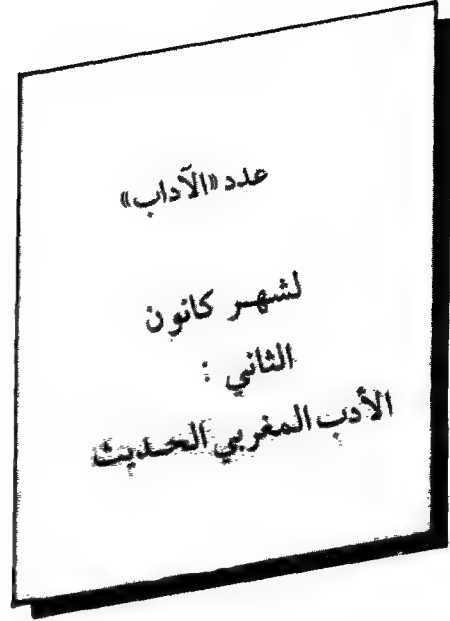 عدد «الآداب»
لشهر كانون
الثاني :
الأدب المغربي الحديث